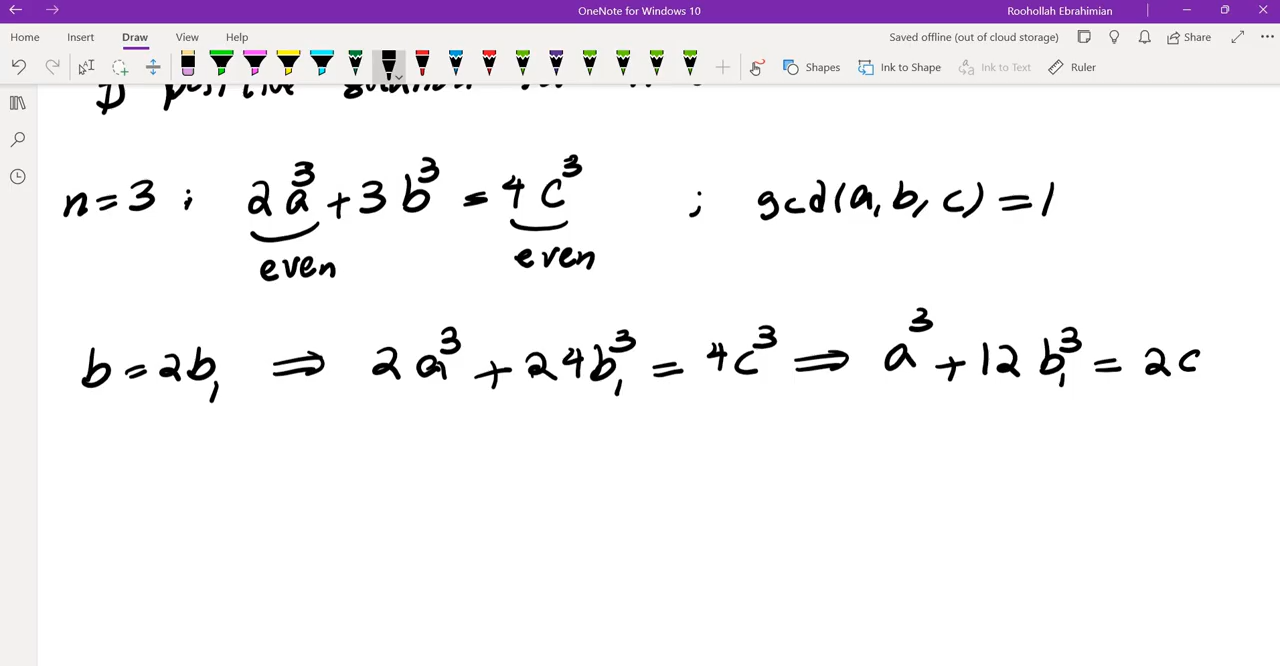 OneNote for Windows 10
Roohollah Ebrahimian
Home Insert Draw View Help
Saved offline (out of cloud storage)
Share
Shapes
Ink to Shape
Ink to Text
Ruler
positive
n = 3 ; 2a³ + 3b³ = 4c³ ; gcd(a, b, c) = 1
even even
b = 2b₁ ⟹ 2a³ + 24b₁³ = 4c³ ⟹ a³ + 12b₁³ = 2c